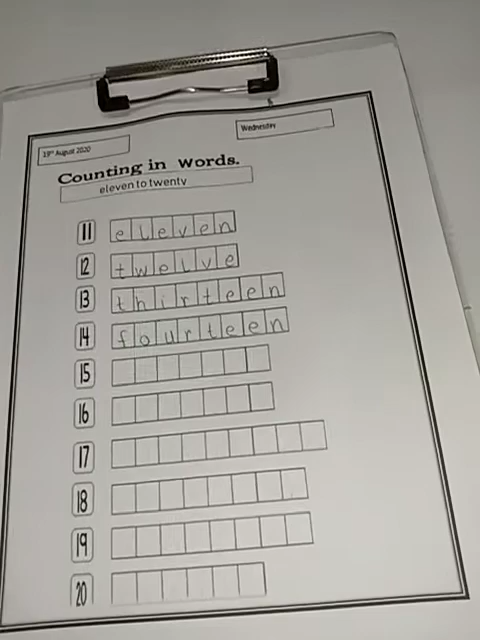 19th August 2020
Wednesday
Counting in Words.
eleven to twenty
11 eleven
12 twelve
13 thirteen
14 fourteen
15
16
17
18
19
20